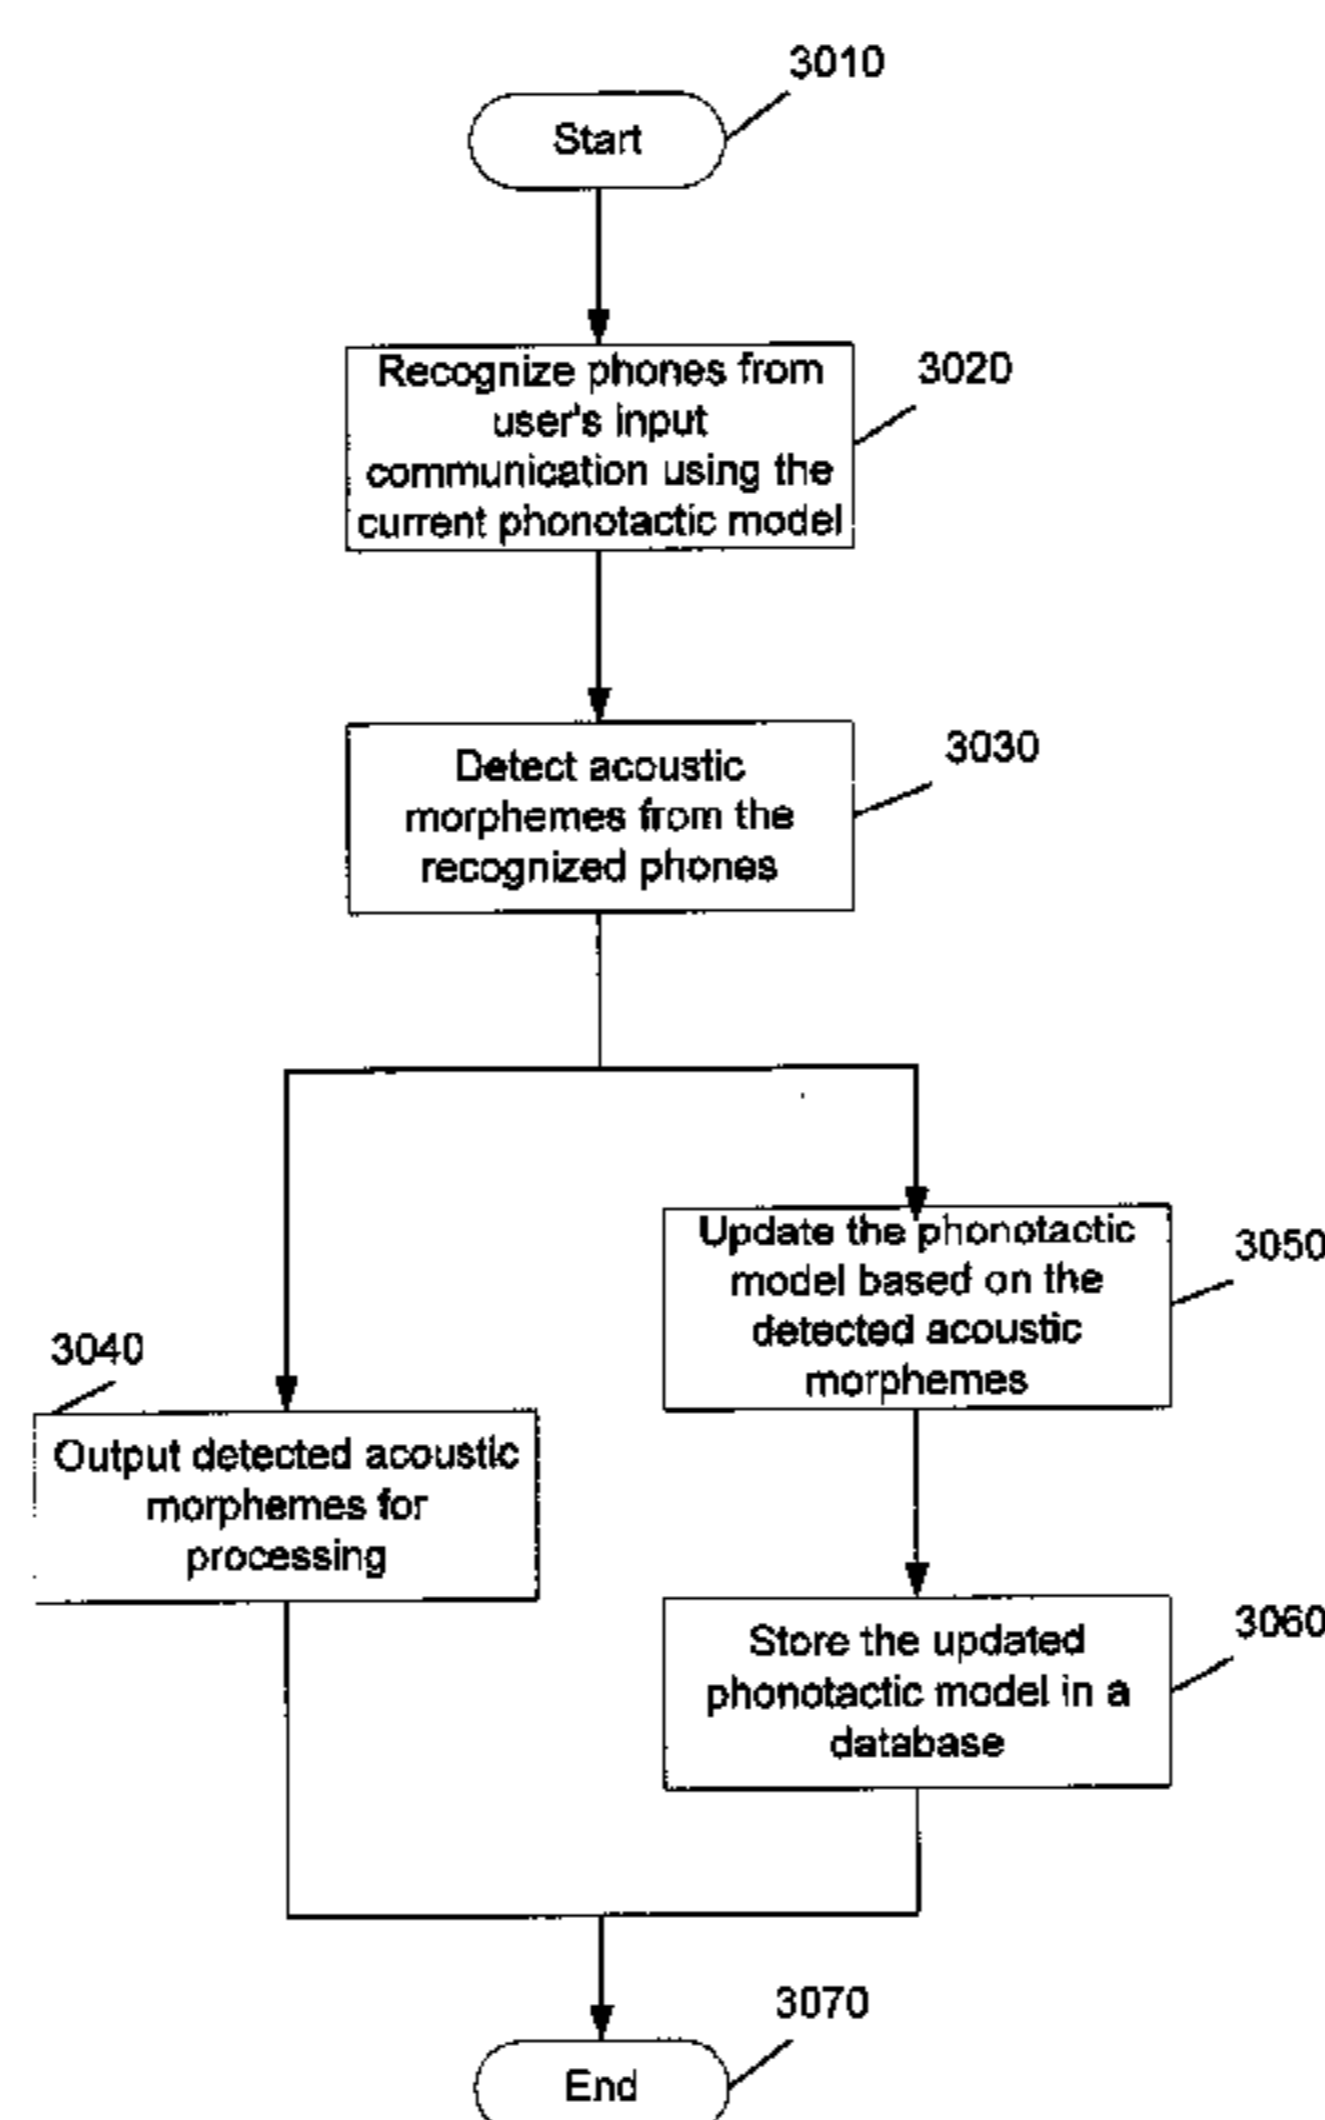 3010
Start
3020
Recognize phones from
user's input
communication using the
current phonotactic model
3030
Detect acoustic
morphemes from the
recognized phones
3050
Update the phonotactic
model based on the
detected acoustic
morphemes
3040
Output detected acoustic
morphemes for
processing
3060
Store the updated
phonotactic model in a
database
3070
End